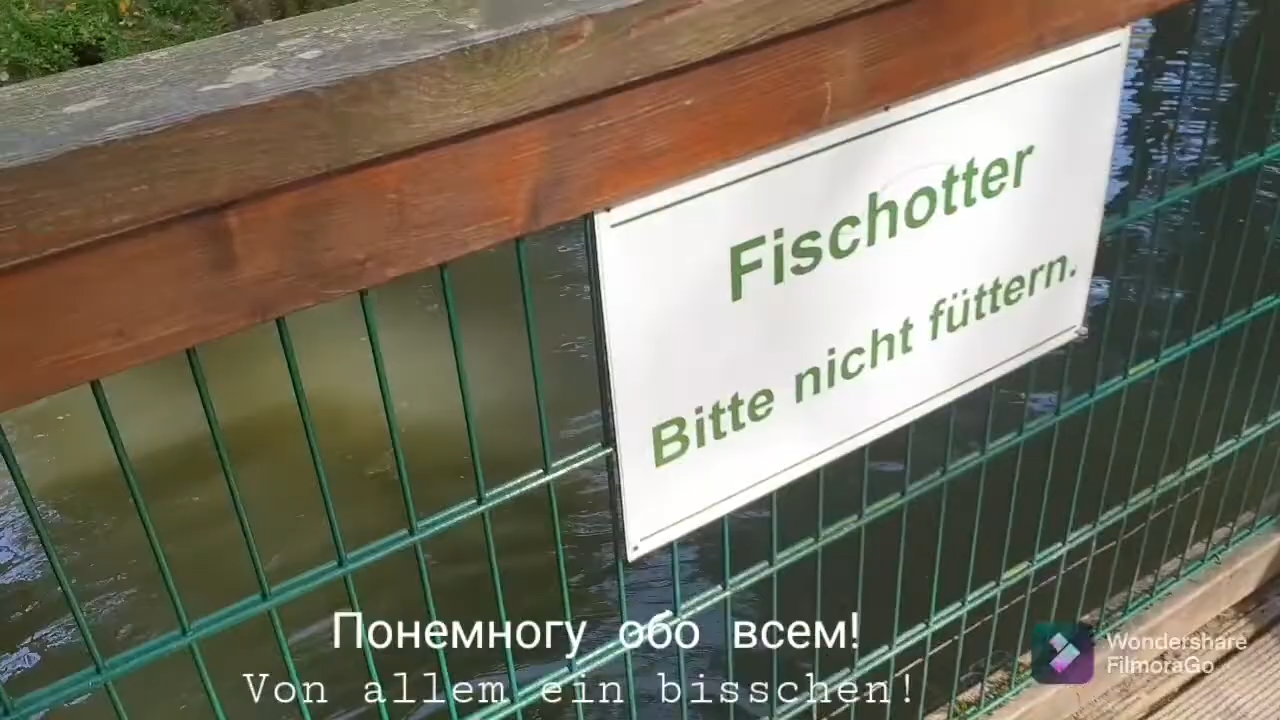 Fischotter
Bitte nicht füttern.
Понемногу обо всем!
Von allem ein bisschen!
Wondershare
FilmoraGo